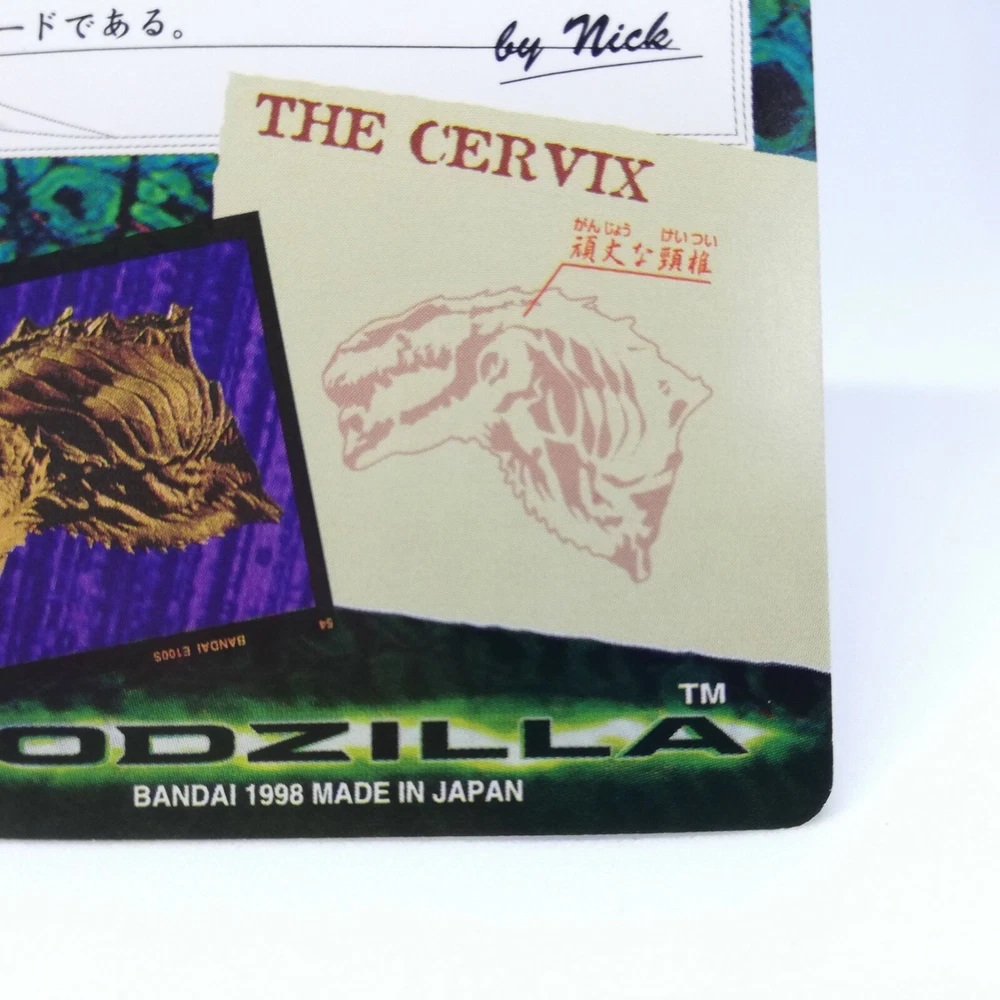 ードである。
by Nick
THE CERVIX
がんじょう けいつい
頑丈な頸椎
54
BANDAI E100S
ODZILLA
TM
BANDAI 1998 MADE IN JAPAN